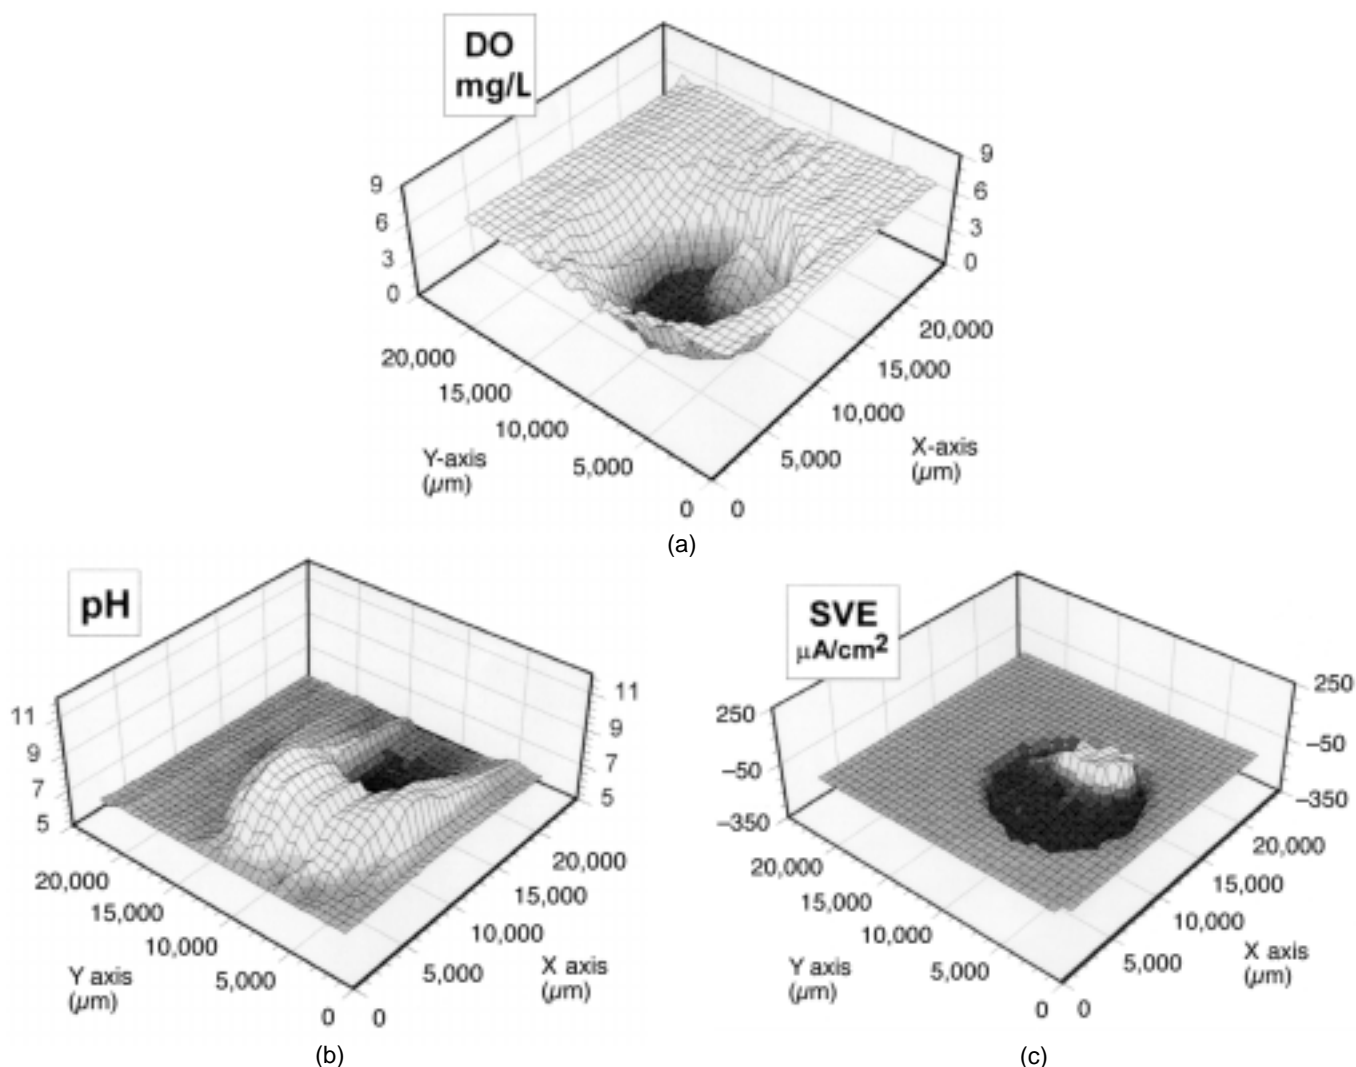 DO
mg/L
9
6
3
0
9
6
3
0
20,000
15,000
10,000
5,000
0
0
5,000
10,000
15,000
20,000
Y-axis
(µm)
X-axis
(µm)
(a)
pH
11
9
7
5
11
9
7
5
20,000
15,000
10,000
5,000
0
0
5,000
10,000
15,000
20,000
Y axis
(µm)
X axis
(µm)
(b)
SVE
µA/cm²
250
−50
−350
250
−50
−350
20,000
15,000
10,000
5,000
0
0
5,000
10,000
15,000
20,000
Y axis
(µm)
X axis
(µm)
(c)